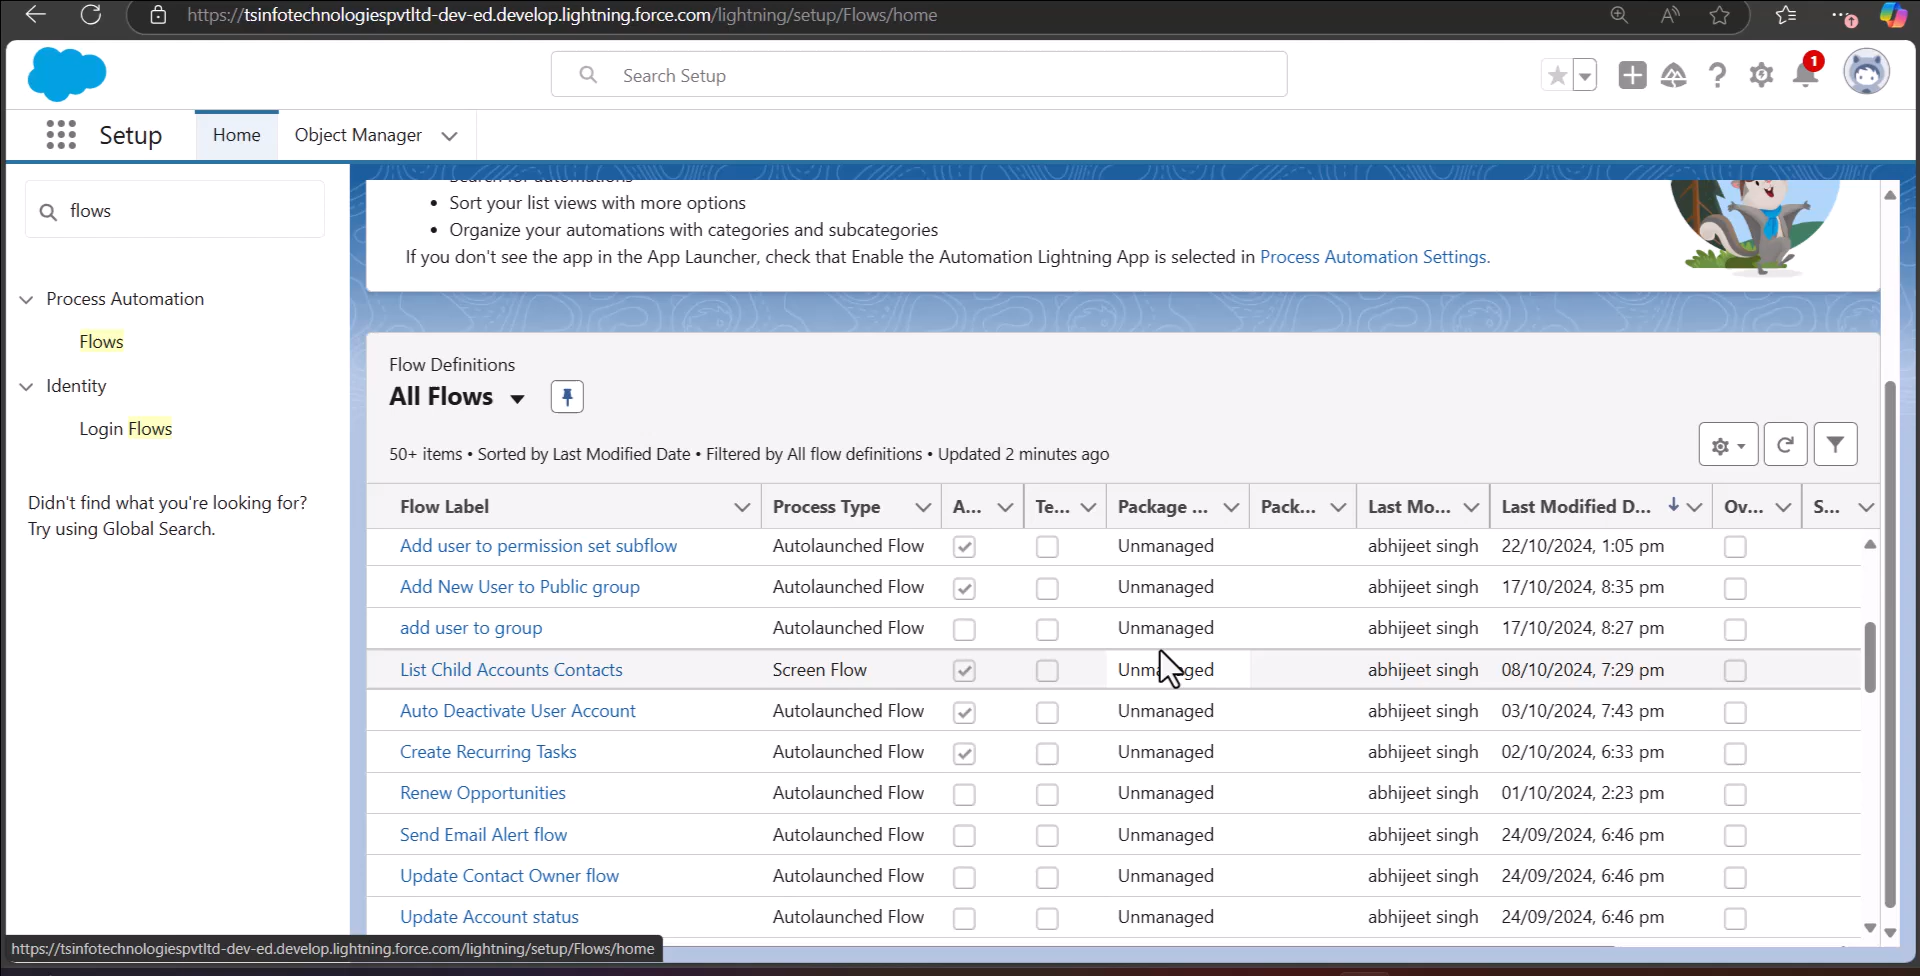 https://tsinfotechnologiespvtltd-dev-ed.develop.lightning.force.com/lightning/setup/Flows/home
Search Setup
1
Setup
Home
Object Manager
flows
Process Automation
Flows
Identity
Login Flows
Didn't find what you're looking for?
Try using Global Search.
Search for automations
Sort your list views with more options
Organize your automations with categories and subcategories
If you don't see the app in the App Launcher, check that Enable the Automation Lightning App is selected in Process Automation Settings.
Flow Definitions
All Flows
50+ items • Sorted by Last Modified Date • Filtered by All flow definitions • Updated 2 minutes ago
Flow Label Process Type A... Te... Package ... Pack... Last Mo... Last Modified D... Ov... S...
Add user to permission set subflow Autolaunched Flow Unmanaged abhijeet singh 22/10/2024, 1:05 pm
Add New User to Public group Autolaunched Flow Unmanaged abhijeet singh 17/10/2024, 8:35 pm
add user to group Autolaunched Flow Unmanaged abhijeet singh 17/10/2024, 8:27 pm
List Child Accounts Contacts Screen Flow Unmanaged abhijeet singh 08/10/2024, 7:29 pm
Auto Deactivate User Account Autolaunched Flow Unmanaged abhijeet singh 03/10/2024, 7:43 pm
Create Recurring Tasks Autolaunched Flow Unmanaged abhijeet singh 02/10/2024, 6:33 pm
Renew Opportunities Autolaunched Flow Unmanaged abhijeet singh 01/10/2024, 2:23 pm
Send Email Alert flow Autolaunched Flow Unmanaged abhijeet singh 24/09/2024, 6:46 pm
Update Contact Owner flow Autolaunched Flow Unmanaged abhijeet singh 24/09/2024, 6:46 pm
Update Account status Autolaunched Flow Unmanaged abhijeet singh 24/09/2024, 6:46 pm
https://tsinfotechnologiespvtltd-dev-ed.develop.lightning.force.com/lightning/setup/Flows/home